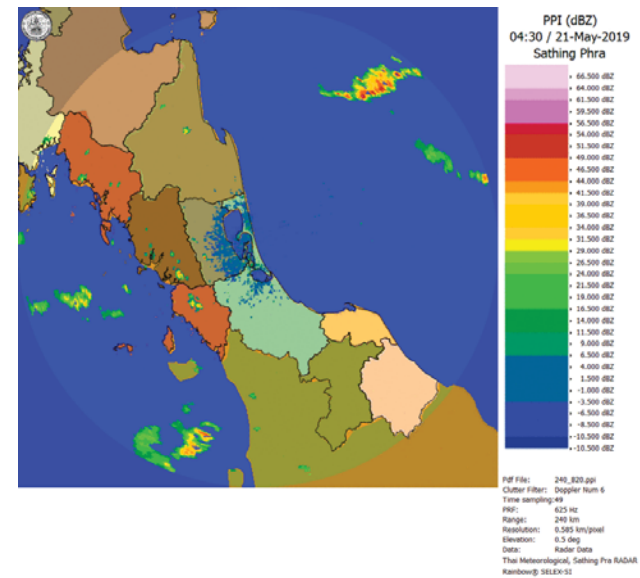 PPI (dBZ)
04:30 / 21-May-2019
Sathing Phra
66.500 dBZ
64.000 dBZ
61.500 dBZ
59.500 dBZ
56.500 dBZ
54.000 dBZ
51.500 dBZ
49.000 dBZ
46.500 dBZ
44.000 dBZ
41.500 dBZ
39.000 dBZ
36.500 dBZ
34.000 dBZ
31.500 dBZ
29.000 dBZ
26.500 dBZ
24.000 dBZ
21.500 dBZ
19.000 dBZ
16.500 dBZ
14.000 dBZ
11.500 dBZ
9.000 dBZ
6.500 dBZ
4.000 dBZ
1.500 dBZ
-1.000 dBZ
-3.500 dBZ
-6.500 dBZ
-8.500 dBZ
-10.500 dBZ
-10.500 dBZ
Pdf File: 240_820.ppi
Clutter Filter: Doppler Num 6
Time sampling:49
PRF: 625 Hz
Range: 240 km
Resolution: 0.585 km/pixel
Elevation: 0.5 deg
Data: Radar Data
Thai Meteorological, Sathing Pra RADAR
Rainbow® SELEX-SI